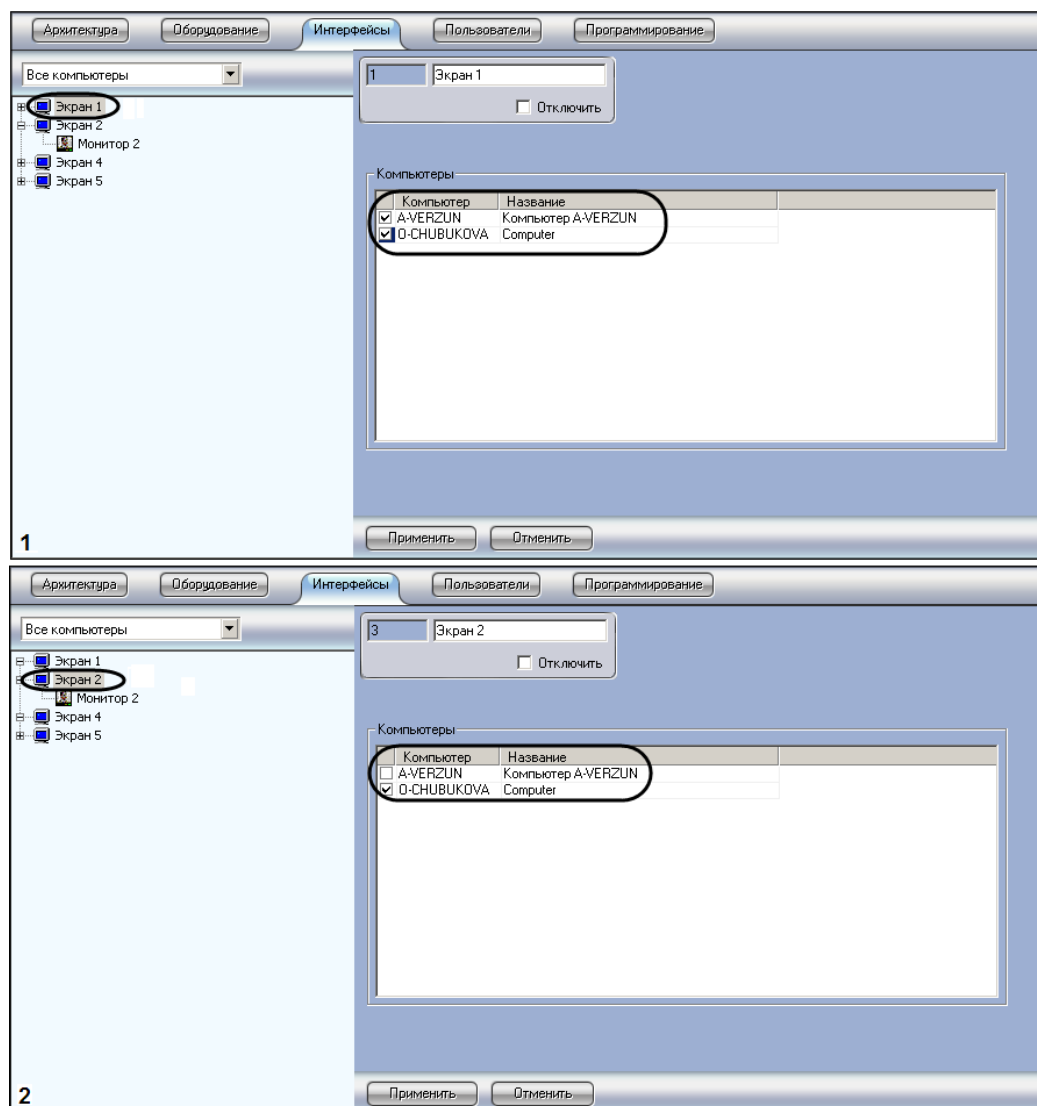 Архитектура Оборудование Интерфейсы Пользователи Программирование
Все компьютеры
1 Экран 1
Отключить
Экран 1
Экран 2
Монитор 2
Экран 4
Экран 5
Компьютеры
Компьютер Название
A-VERZUN Компьютер A-VERZUN
O-CHUBUKOVA Computer
Применить Отменить
1
Архитектура Оборудование Интерфейсы Пользователи Программирование
Все компьютеры
3 Экран 2
Отключить
Экран 1
Экран 2
Монитор 2
Экран 4
Экран 5
Компьютеры
Компьютер Название
A-VERZUN Компьютер A-VERZUN
O-CHUBUKOVA Computer
Применить Отменить
2